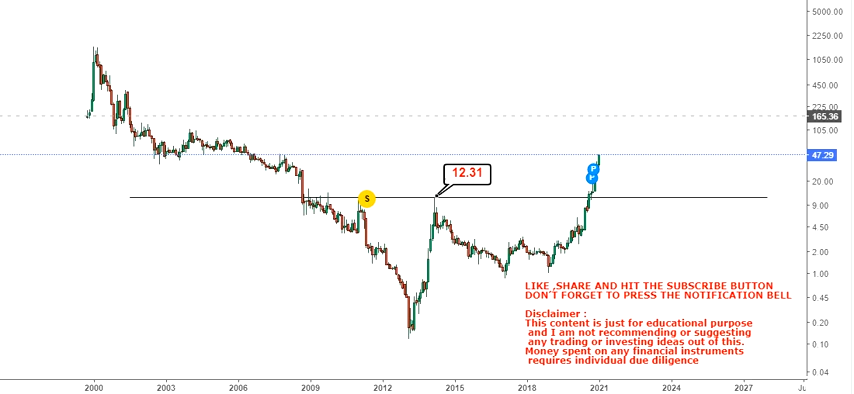 5000.00
2250.00
1050.00
450.00
225.00
165.36
105.00
47.29
20.00
9.00
4.50
2.00
1.00
0.45
0.20
0.10
0.04
12.31
S
P
LIKE ,SHARE AND HIT THE SUBSCRIBE BUTTON
DON'T FORGET TO PRESS THE NOTIFICATION BELL
Disclaimer :
This content is just for educational purpose
and I am not recommending or suggesting
any trading or investing ideas out of this.
Money spent on any financial instruments
requires individual due diligence
2000 2003 2006 2009 2012 2015 2018 2021 2024 2027 Ju